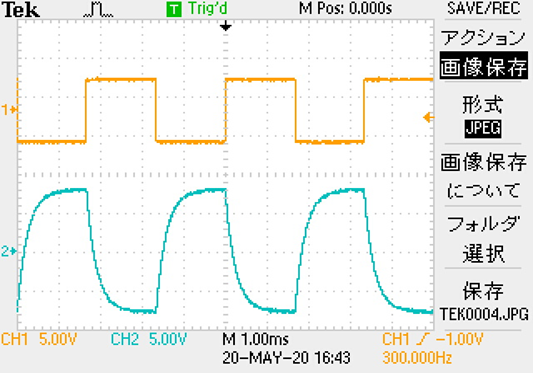 Tek T Trig'd M Pos: 0.000s SAVE/REC
アクション
画像保存
形式
JPEG
画像保存
について
フォルダ
選択
保存
TEK0004.JPG
1
2
CH1 5.00V CH2 5.00V M 1.00ms CH1 -1.00V
20-MAY-20 16:43 300.000Hz